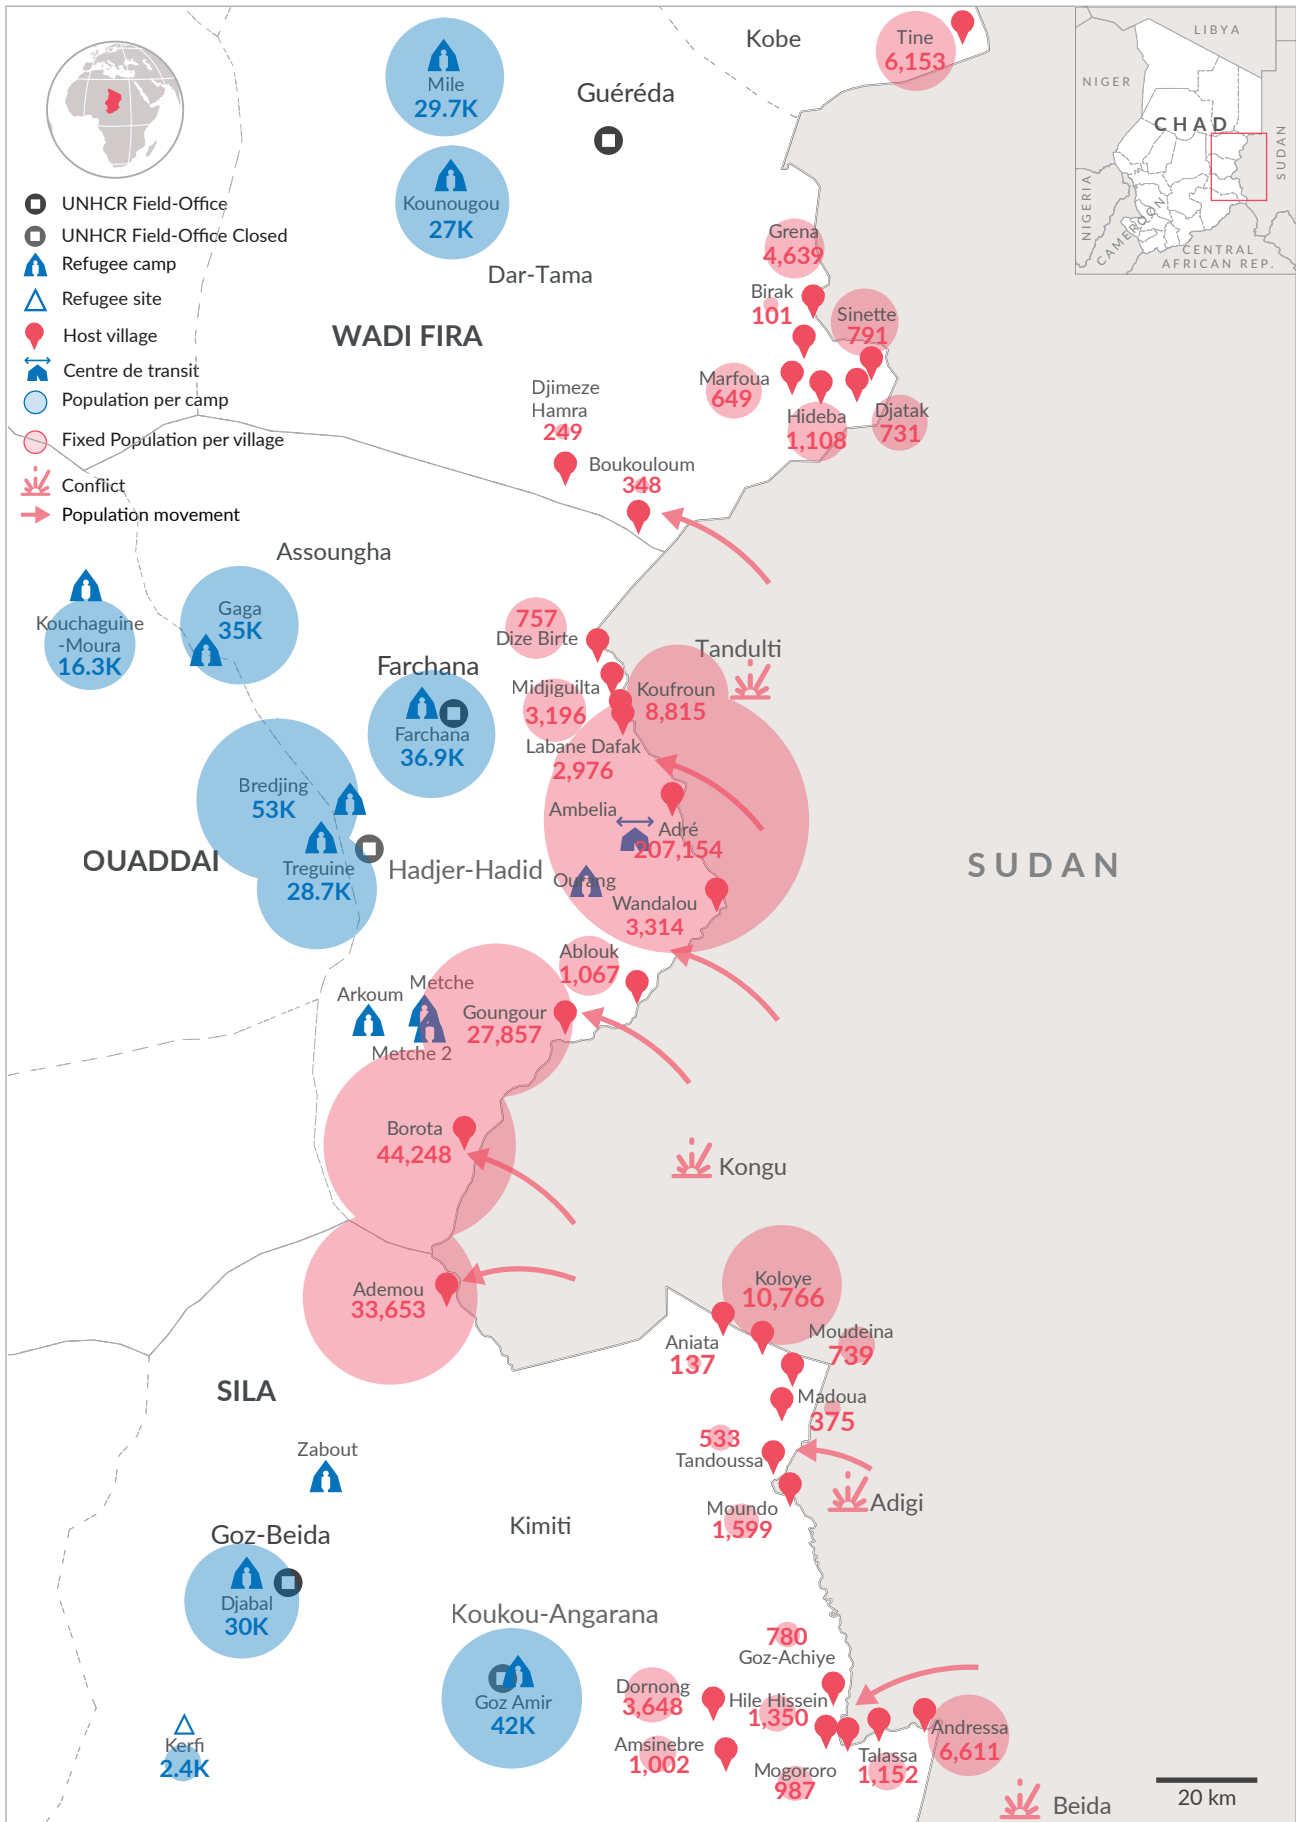 Kobe
Tine
6,153
Mile
29.7K
Guéréda
Kounougou
27K
Dar-Tama
WADI FIRA
LIBYA
NIGER
CHAD
SUDAN
NIGERIA
CAMEROON
CENTRAL
AFRICAN REP.
UNHCR Field-Office
UNHCR Field-Office Closed
Refugee camp
Refugee site
Host village
Centre de transit
Population per camp
Fixed Population per village
Conflict
Population movement
Grena
4,639
Birak
101
Sinette
791
Marfoua
649
Hideba
1,108
Djatak
731
Djimeze
Hamra
249
Boukouloum
348
Assoungha
Kouchaguine
-Moura
16.3K
Gaga
35K
Farchana
Farchana
36.9K
757
Dize Birte
Tandulti
Midjiguilta
3,196
Koufroun
8,815
Labane Dafak
2,976
Bredjing
53K
Ambelia
Adré
207,154
OUADDAI
Treguine
28.7K
Hadjer-Hadid
Ourang
Wandalou
3,314
SUDAN
Ablouk
1,067
Arkoum
Metche
Metche 2
Goungour
27,857
Borota
44,248
Kongu
Ademou
33,653
Koloye
10,766
Aniata
137
Moudeina
739
SILA
Madoua
375
533
Tandoussa
Zabout
Moundo
1,599
Adigi
Goz-Beida
Kimiti
Djabal
30K
Koukou-Angarana
Goz Amir
42K
780
Goz-Achiye
Dornong
3,648
Hile Hissein
1,350
Andressa
6,611
Kerfi
2.4K
Amsinebre
1,002
Mogororo
987
Talassa
1,152
Beida
20 km